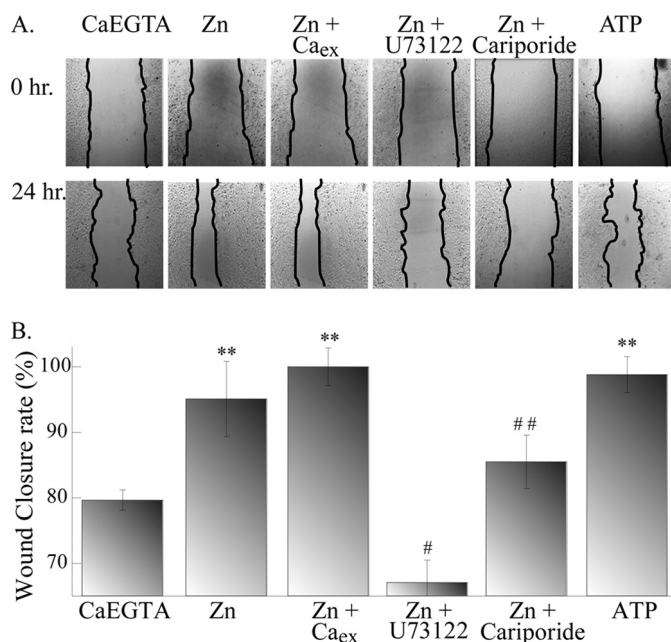 A.
CaEGTA Zn Zn + Zn + Zn + ATP
Caex U73122 Cariporide
0 hr.
24 hr.
B.
** ** # ## **
Wound Closure rate (%)
100
90
80
70
CaEGTA Zn Zn + Zn + Zn + ATP
Caex U73122 Cariporide